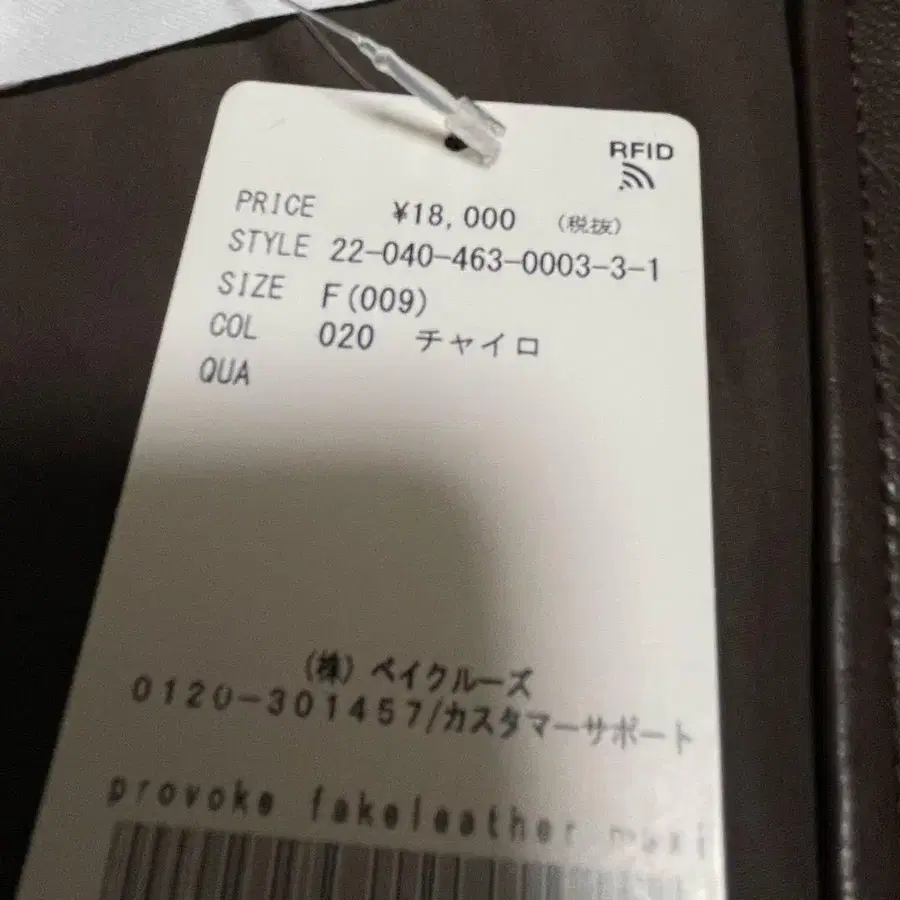 RFID
PRICE ¥18,000 (税抜)
STYLE 22-040-463-0003-3-1
SIZE F(009)
COL 020 チャイロ
QUA
(株) ベイクルーズ
0120-301457/カスタマーサポート
provoke fakeleather maxi